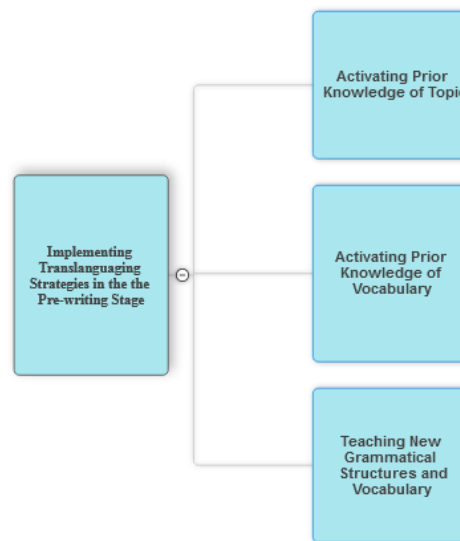 Activating Prior
Knowledge of Topic
Implementing
Translanguaging
Strategies in the the
Pre-writing Stage
Activating Prior
Knowledge of
Vocabulary
Teaching New
Grammatical
Structures and
Vocabulary